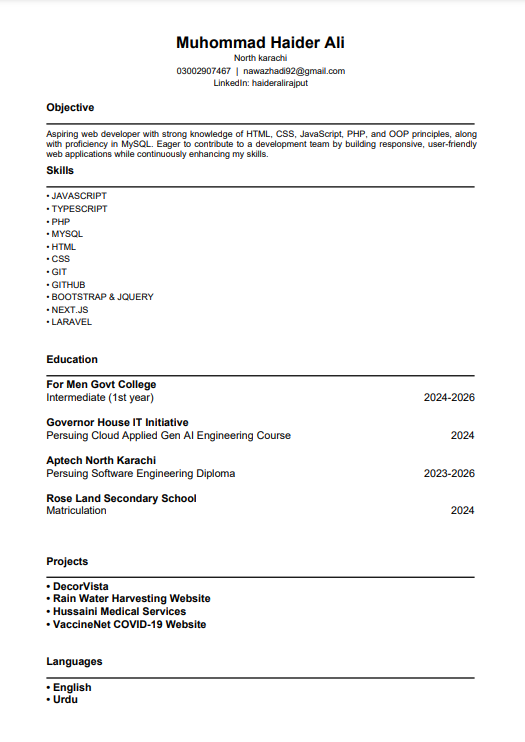 Muhommad Haider Ali
North karachi
03002907467 | nawazhadi92@gmail.com
LinkedIn: haideralirajput
Objective
Aspiring web developer with strong knowledge of HTML, CSS, JavaScript, PHP, and OOP principles, along
with proficiency in MySQL. Eager to contribute to a development team by building responsive, user-friendly
web applications while continuously enhancing my skills.
Skills
• JAVASCRIPT
• TYPESCRIPT
• PHP
• MYSQL
• HTML
• CSS
• GIT
• GITHUB
• BOOTSTRAP & JQUERY
• NEXT.JS
• LARAVEL
Education
For Men Govt College
Intermediate (1st year) 2024-2026
Governor House IT Initiative
Persuing Cloud Applied Gen AI Engineering Course 2024
Aptech North Karachi
Persuing Software Engineering Diploma 2023-2026
Rose Land Secondary School
Matriculation 2024
Projects
• DecorVista
• Rain Water Harvesting Website
• Hussaini Medical Services
• VaccineNet COVID-19 Website
Languages
• English
• Urdu